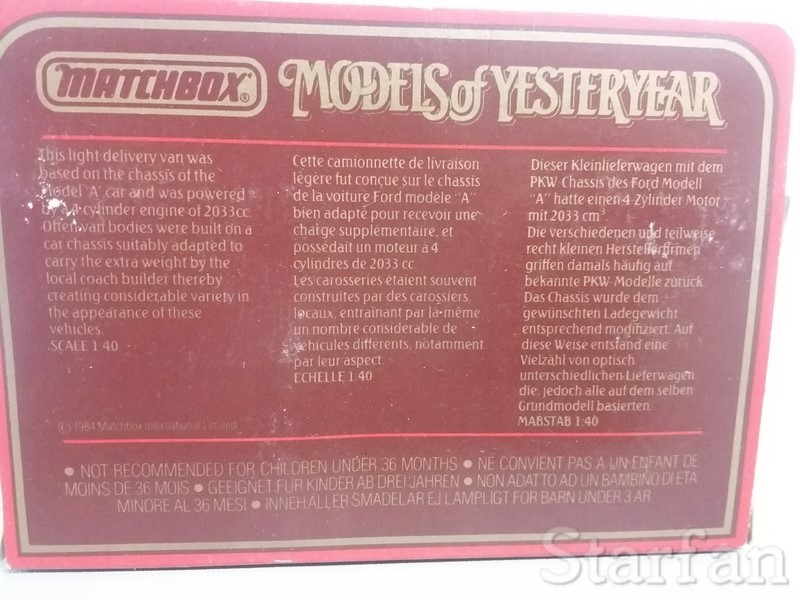 MATCHBOX® MODELS of YESTERYEAR
This light delivery van was
based on the chassis of the
Model 'A' car and was powered
by a 4 cylinder engine of 2033cc.
Often van bodies were built on a
car chassis suitably adapted to
carry the extra weight by the
local coach builder thereby
creating considerable variety in
the appearance of these
vehicles.
SCALE 1:40
Cette camionnette de livraison
légère fut conçue sur le chassis
de la voiture Ford modèle "A"
bien adapté pour recevoir une
charge supplémentaire, et
possédait un moteur à 4
cylindres de 2033 cc.
Les carosseries étaient souvent
construites par des carossiers
locaux, entraînant par là-même
un nombre considerable de
véhicules différents, notamment
par leur aspect.
ECHELLE 1:40
Dieser Kleinlieferwagen mit dem
PKW Chassis des Ford Modell
"A" hatte einen 4 Zylinder Motor
mit 2033 cm³
Die verschiedenen und teilweise
recht kleinen Herstellerfirmen
griffen damals häufig auf
bekannte PKW-Modelle zurück.
Das Chassis wurde dem
gewünschten Ladegewicht
entsprechend modifiziert. Auf
diese Weise entstand eine
Vielzahl von optisch
unterschiedlichen Lieferwagen
die, jedoch alle auf dem selben
Grundmodell basierten.
MABSTAB 1:40
© 1984 Matchbox International Limited
● NOT RECOMMENDED FOR CHILDREN UNDER 36 MONTHS ● NE CONVIENT PAS A UN ENFANT DE
MOINS DE 36 MOIS ● GEEIGNET FUR KINDER AB DREI JAHREN ● NON ADATTO AD UN BAMBINO DI ETA
MINORE AL 36 MESI ● INNEHALLER SMADELAR EJ LAMPLIGT FOR BARN UNDER 3 AR
Starfan